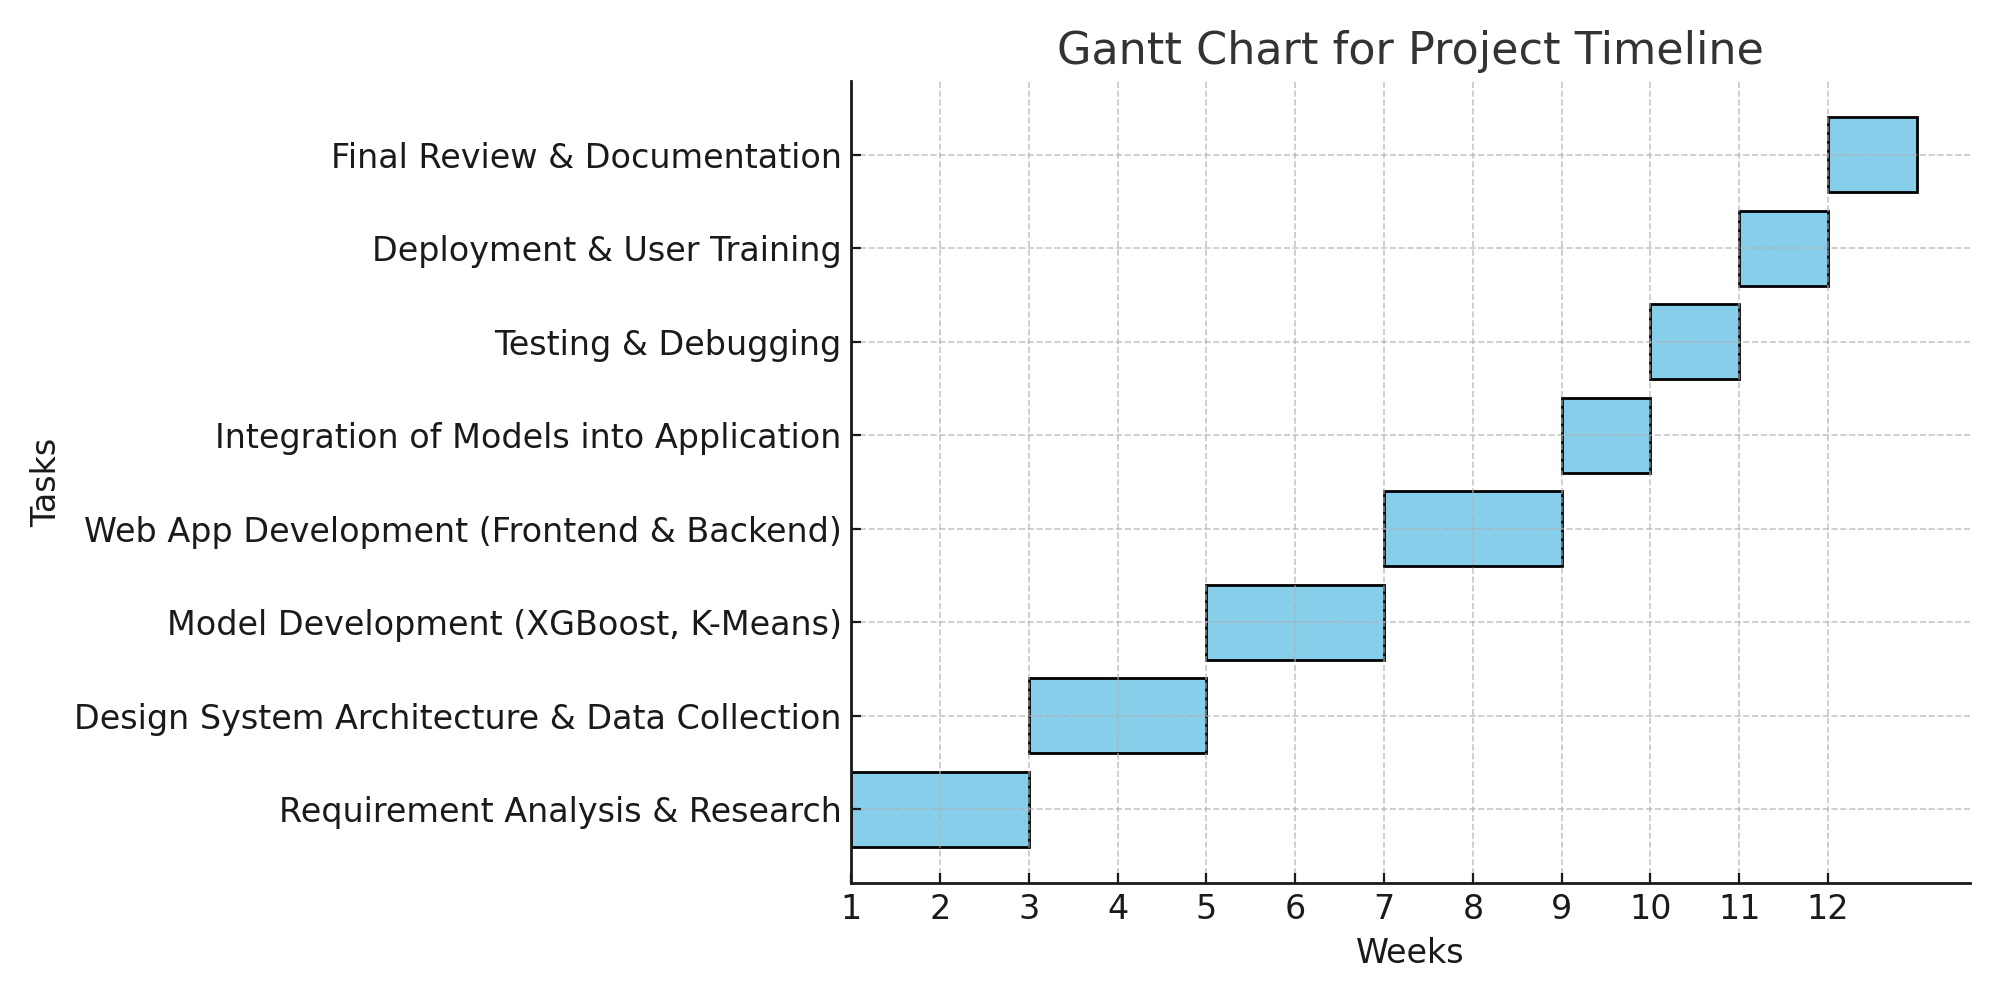 Gantt Chart for Project Timeline
Final Review & Documentation
Deployment & User Training
Testing & Debugging
Integration of Models into Application
Web App Development (Frontend & Backend)
Model Development (XGBoost, K-Means)
Design System Architecture & Data Collection
Requirement Analysis & Research
Tasks
1 2 3 4 5 6 7 8 9 10 11 12
Weeks